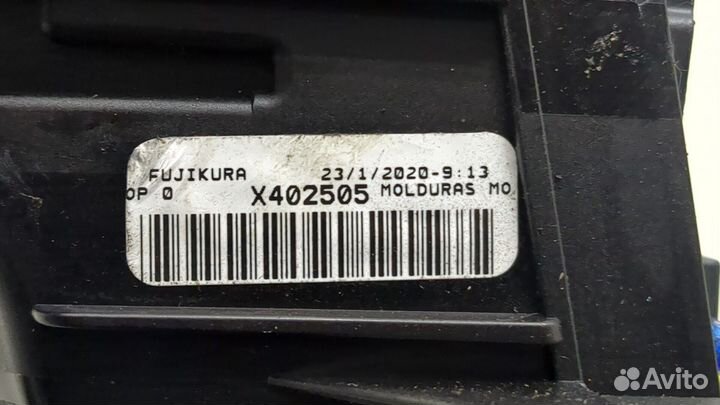 FUJIKURA 23/1/2020-9:13
OP 0 X402505 MOLDURAS MO.
Avito